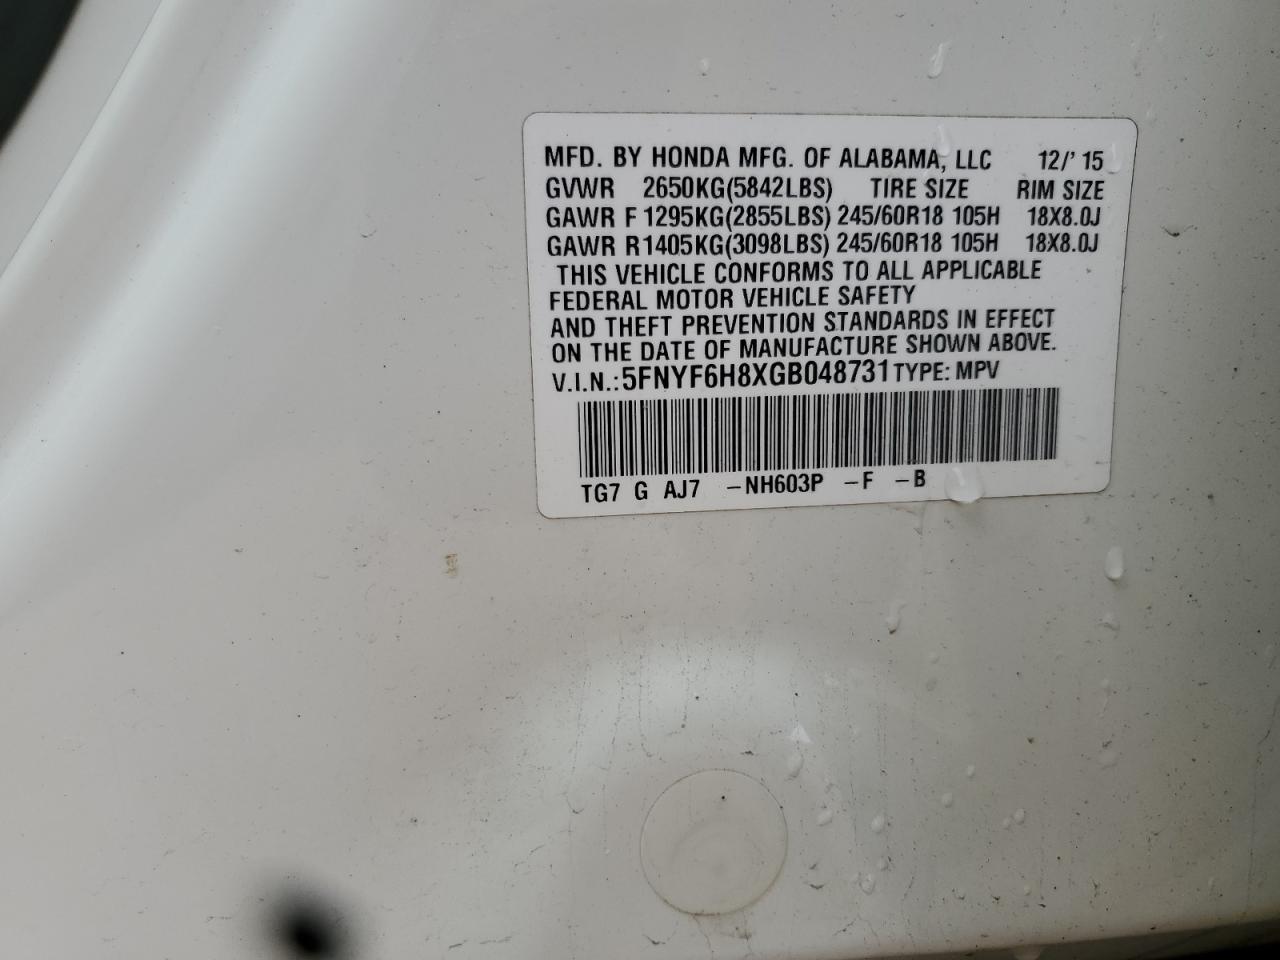 MFD. BY HONDA MFG. OF ALABAMA, LLC 12/' 15
GVWR 2650KG(5842LBS) TIRE SIZE RIM SIZE
GAWR F 1295KG(2855LBS) 245/60R18 105H 18X8.0J
GAWR R 1405KG(3098LBS) 245/60R18 105H 18X8.0J
THIS VEHICLE CONFORMS TO ALL APPLICABLE
FEDERAL MOTOR VEHICLE SAFETY
AND THEFT PREVENTION STANDARDS IN EFFECT
ON THE DATE OF MANUFACTURE SHOWN ABOVE.
V.I.N.: 5FNYF6H8XGB048731 TYPE: MPV
TG7 G AJ7 -NH603P -F -B